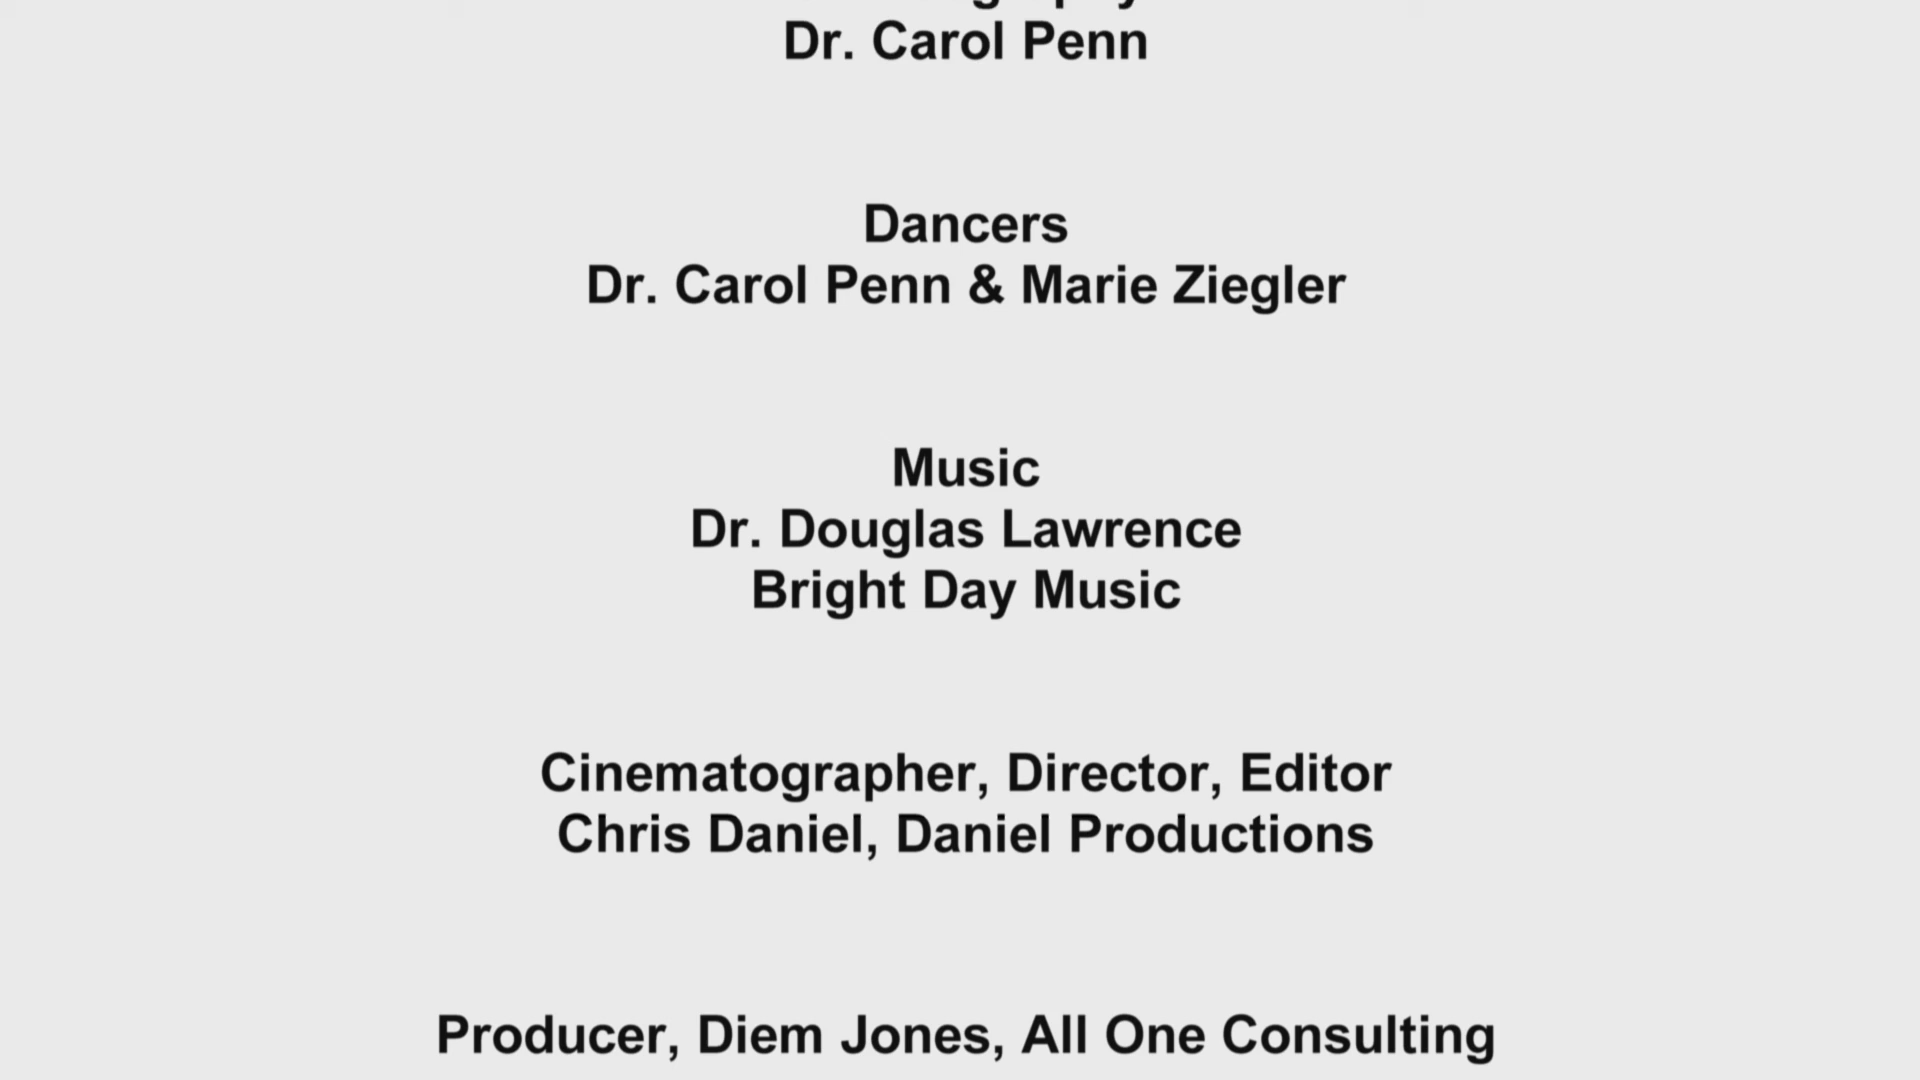 Dr. Carol Penn
Dancers
Dr. Carol Penn & Marie Ziegler
Music
Dr. Douglas Lawrence
Bright Day Music
Cinematographer, Director, Editor
Chris Daniel, Daniel Productions
Producer, Diem Jones, All One Consulting